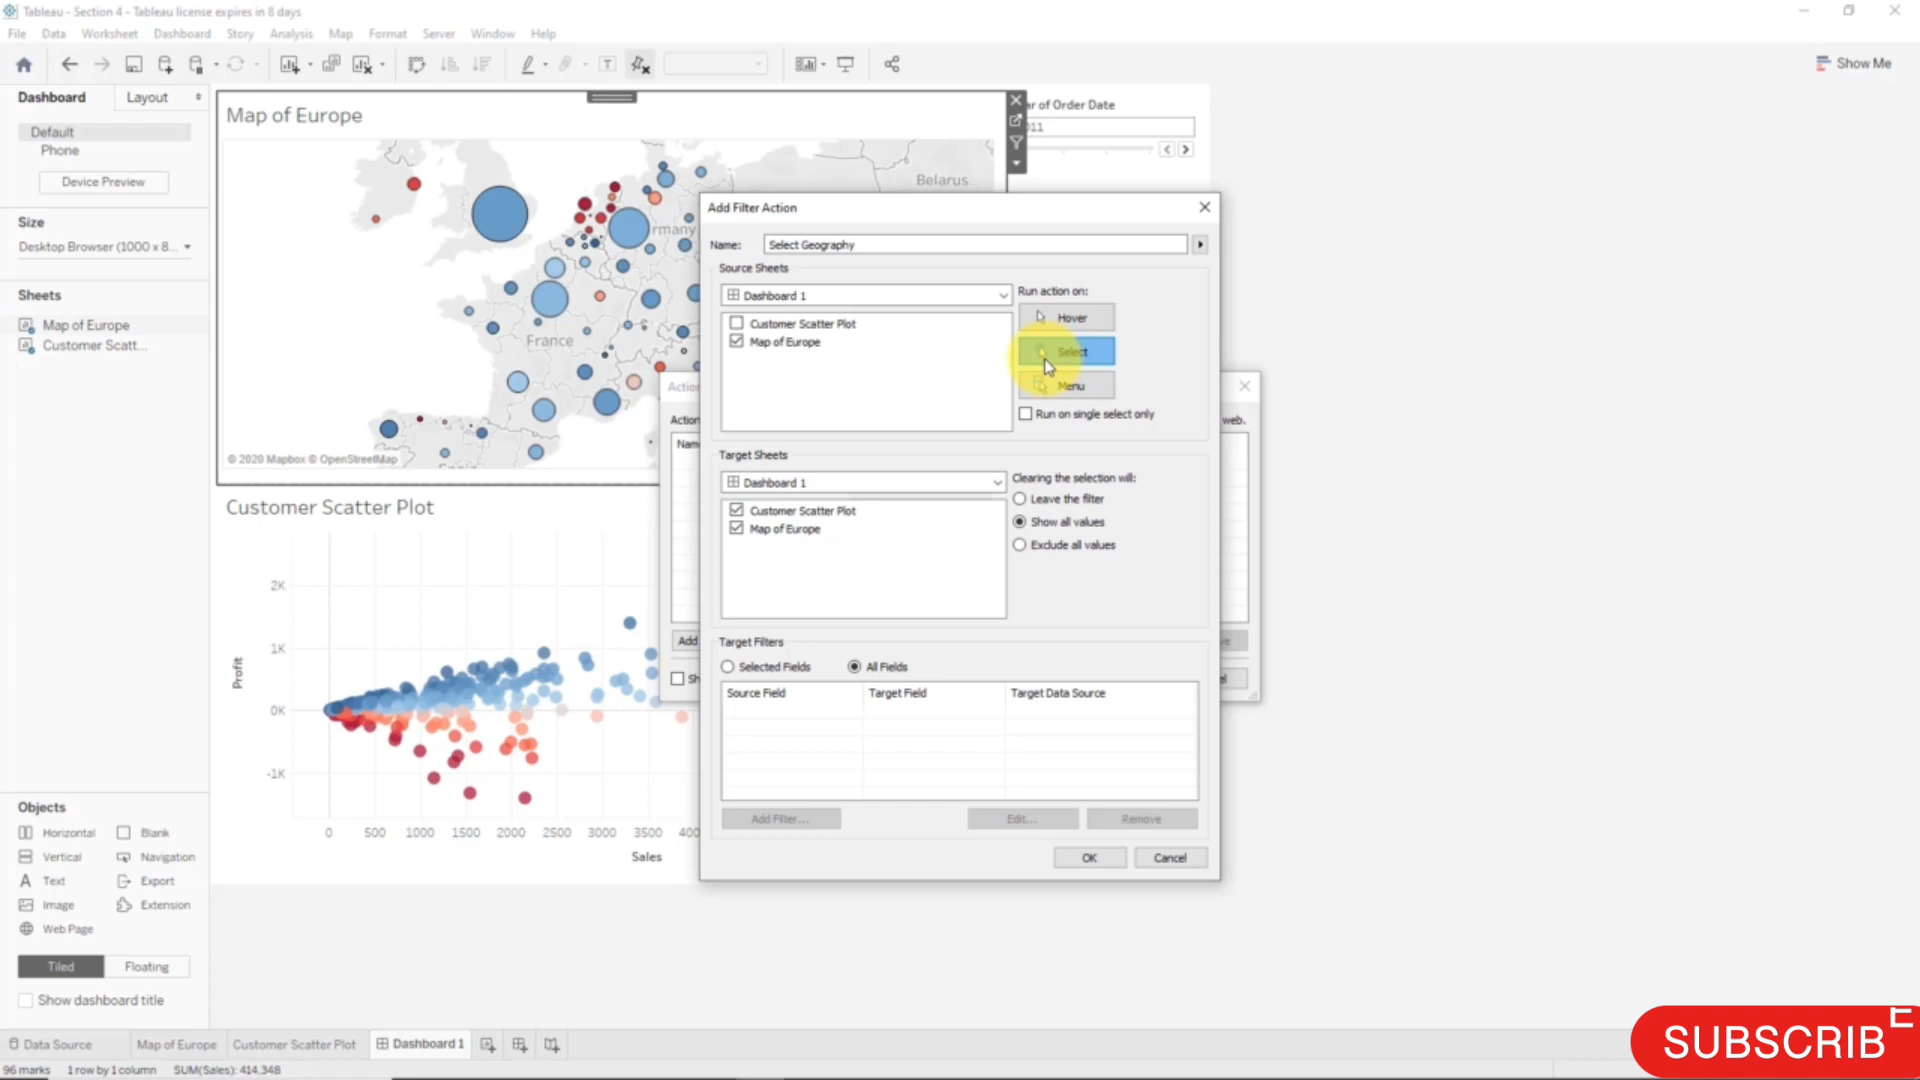 Tableau - Section 4 - Tableau license expires in 8 days
File Data Worksheet Dashboard Story Analysis Map Format Server Window Help
Show Me
Dashboard Layout
Default
Phone
Device Preview
Size
Desktop Browser (1000 x 8...
Sheets
Map of Europe
Customer Scatt...
Map of Europe
Belarus
France
© 2020 Mapbox © OpenStreetMap
ar of Order Date
Customer Scatter Plot
2K
1K
0K
-1K
Profit
0 500 1000 1500 2000 2500 3000 3500
Sales
Add Filter Action
Name: Select Geography
Source Sheets
Dashboard 1
Customer Scatter Plot
Map of Europe
Run action on:
Hover
Select
Menu
Run on single select only
Target Sheets
Dashboard 1
Customer Scatter Plot
Map of Europe
Clearing the selection will:
Leave the filter
Show all values
Exclude all values
Target Filters
Selected Fields All Fields
Source Field Target Field Target Data Source
Add Filter... Edit... Remove
OK Cancel
Action
web.
Add
Objects
Horizontal Blank
Vertical Navigation
Text Export
Image Extension
Web Page
Tiled Floating
Show dashboard title
Data Source Map of Europe Customer Scatter Plot Dashboard 1
96 marks 1 row by 1 column SUM(Sales): 414,348
SUBSCRIBE